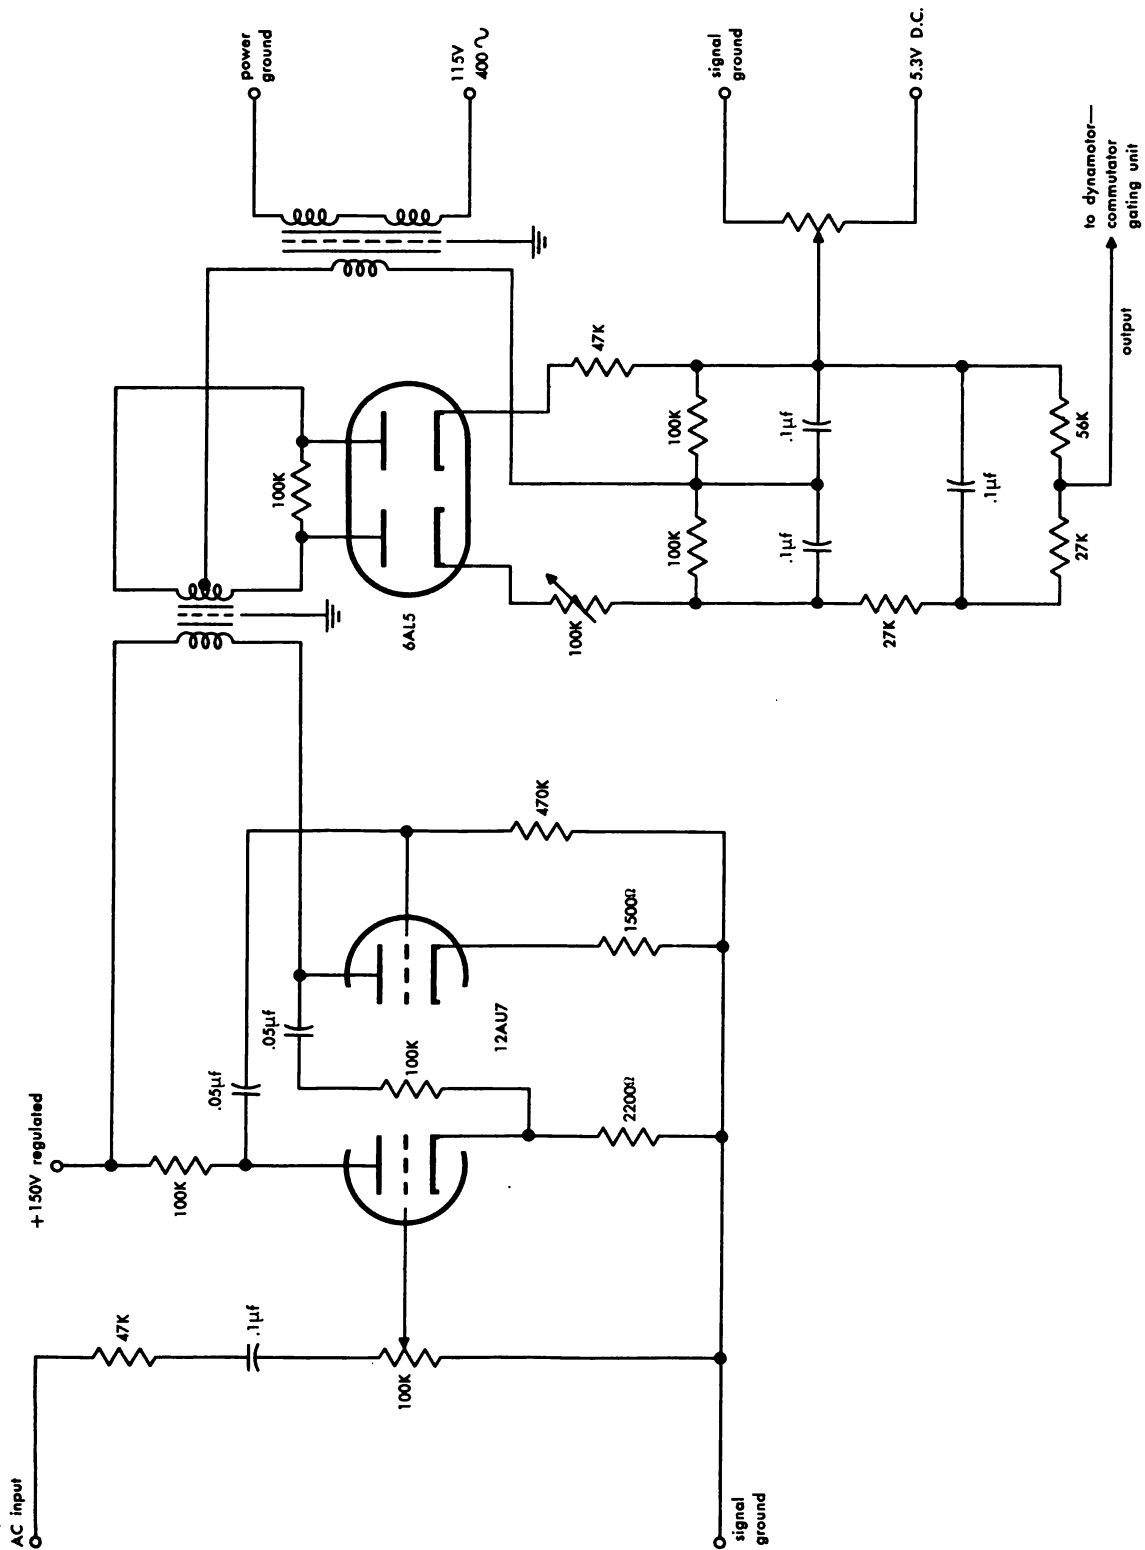 AC input
47K
.1µf
100K
signal
ground
+150V regulated
100K
.05µf
.05µf
100K
2200Ω
12AU7
1500Ω
470K
100K
6AL5
100K
27K
100K
100K
.1µf
.1µf
47K
.1µf
27K
56K
output
to dynamotor—
commutator
gating unit
power
ground
115V
400∿
signal
ground
5.3V D.C.